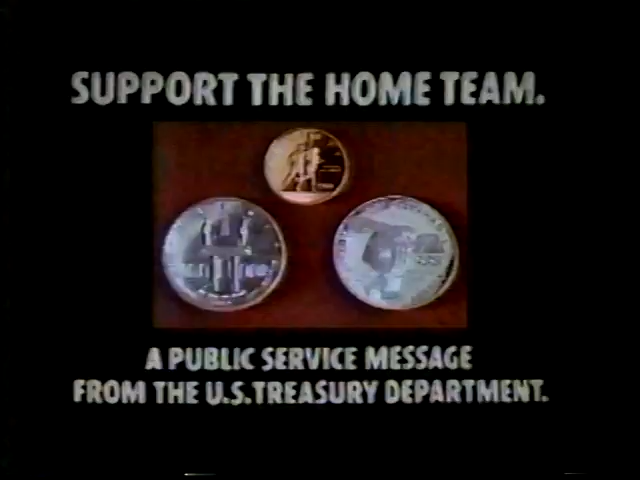 SUPPORT THE HOME TEAM.
A PUBLIC SERVICE MESSAGE
FROM THE U.S. TREASURY DEPARTMENT.